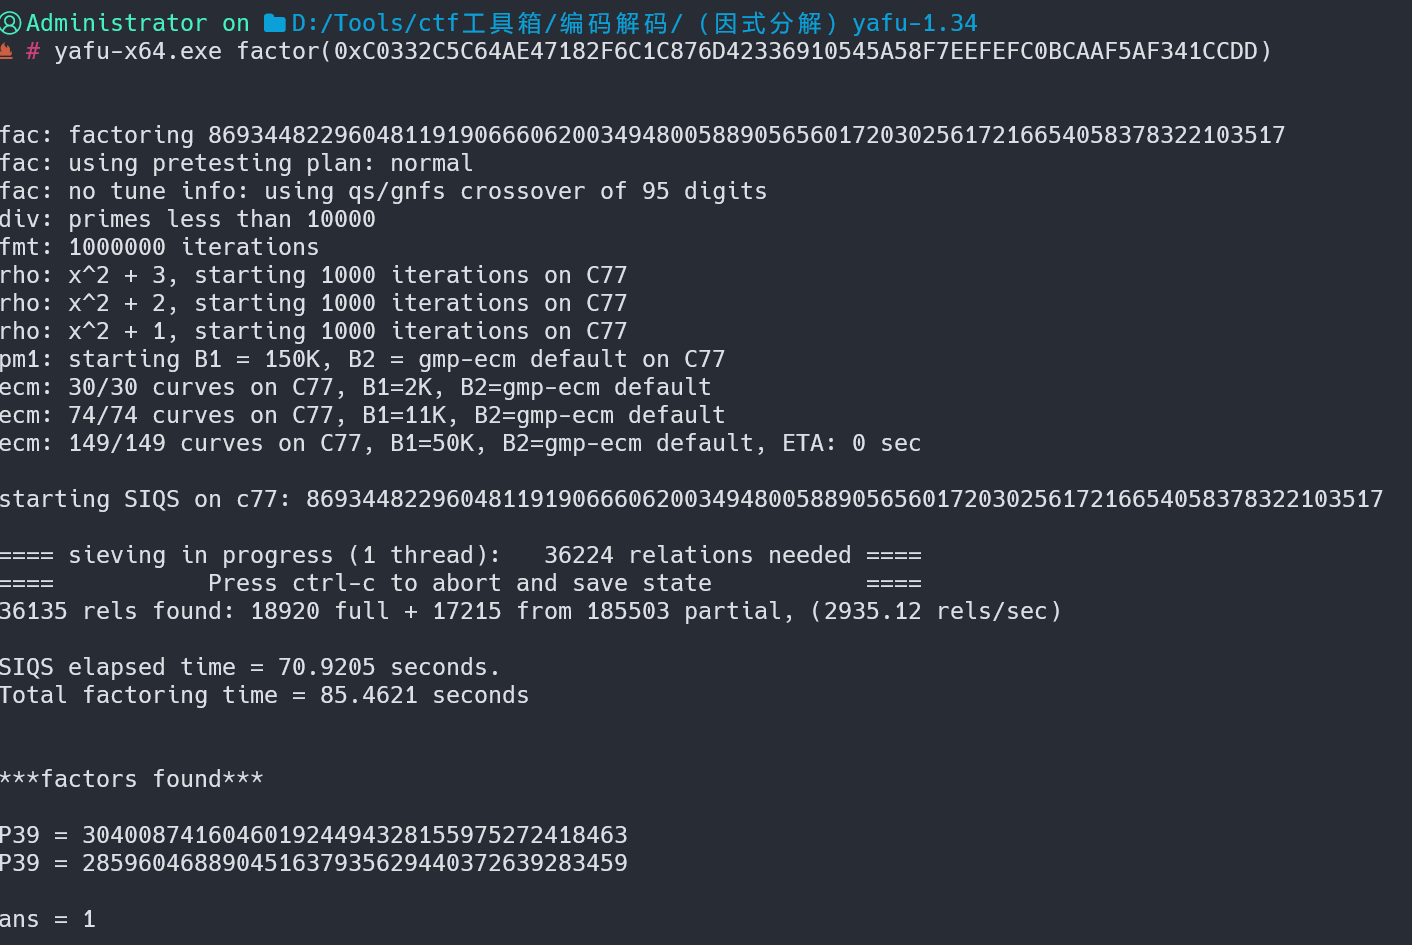 Administrator on D:/Tools/ctf工具箱/编码解码/（因式分解）yafu-1.34
# yafu-x64.exe factor(0xC0332C5C64AE47182F6C1C876D42336910545A58F7EEFEFC0BCAAF5AF341CCDD)
fac: factoring 86934482296048119190666062003494800588905656017203025617216654058378322103517
fac: using pretesting plan: normal
fac: no tune info: using qs/gnfs crossover of 95 digits
div: primes less than 10000
fmt: 1000000 iterations
rho: x^2 + 3, starting 1000 iterations on C77
rho: x^2 + 2, starting 1000 iterations on C77
rho: x^2 + 1, starting 1000 iterations on C77
pm1: starting B1 = 150K, B2 = gmp-ecm default on C77
ecm: 30/30 curves on C77, B1=2K, B2=gmp-ecm default
ecm: 74/74 curves on C77, B1=11K, B2=gmp-ecm default
ecm: 149/149 curves on C77, B1=50K, B2=gmp-ecm default, ETA: 0 sec
starting SIQS on c77: 86934482296048119190666062003494800588905656017203025617216654058378322103517
==== sieving in progress (1 thread):   36224 relations needed ====
====           Press ctrl-c to abort and save state           ====
36135 rels found: 18920 full + 17215 from 185503 partial, (2935.12 rels/sec)
SIQS elapsed time = 70.9205 seconds.
Total factoring time = 85.4621 seconds
***factors found***
P39 = 304008741604601924494328155975272418463
P39 = 285960468890451637935629440372639283459
ans = 1